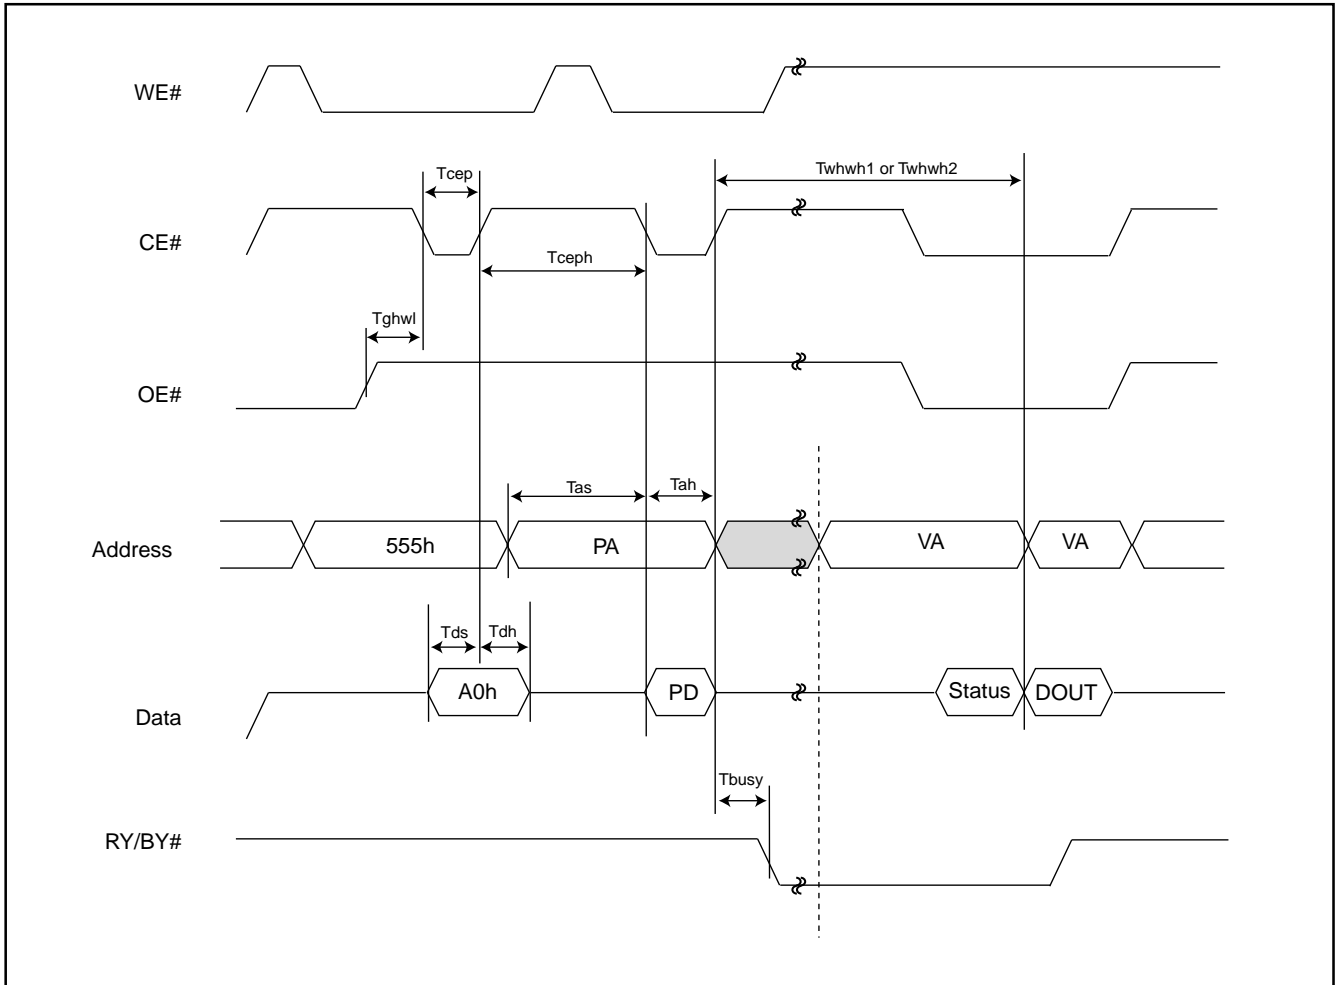 WE#
Tcep
Twhwh1 or Twhwh2
CE#
Tceph
Tghwl
OE#
Tas
Tah
Address
555h
PA
VA
VA
Tds
Tdh
Data
A0h
PD
Status
DOUT
Tbusy
RY/BY#